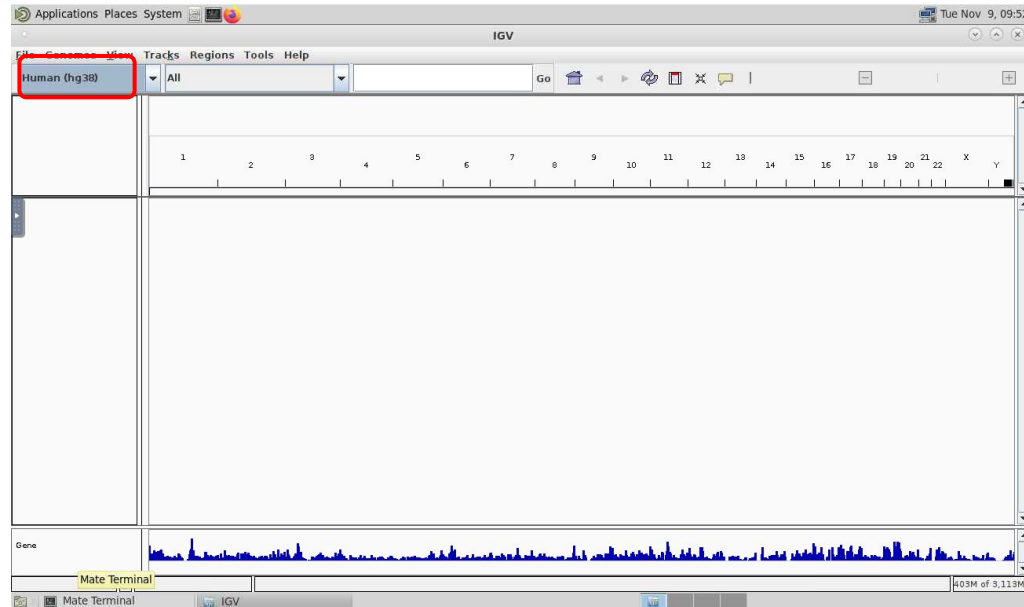 Applications Places System
Tue Nov 9, 09:52
IGV
File Genomes View Tracks Regions Tools Help
Human (hg38) All Go
1 2 3 4 5 6 7 8 9 10 11 12 13 14 15 16 17 18 19 20 21 22 X Y
Gene
Mate Terminal
403M of 3,113M
Mate Terminal IGV